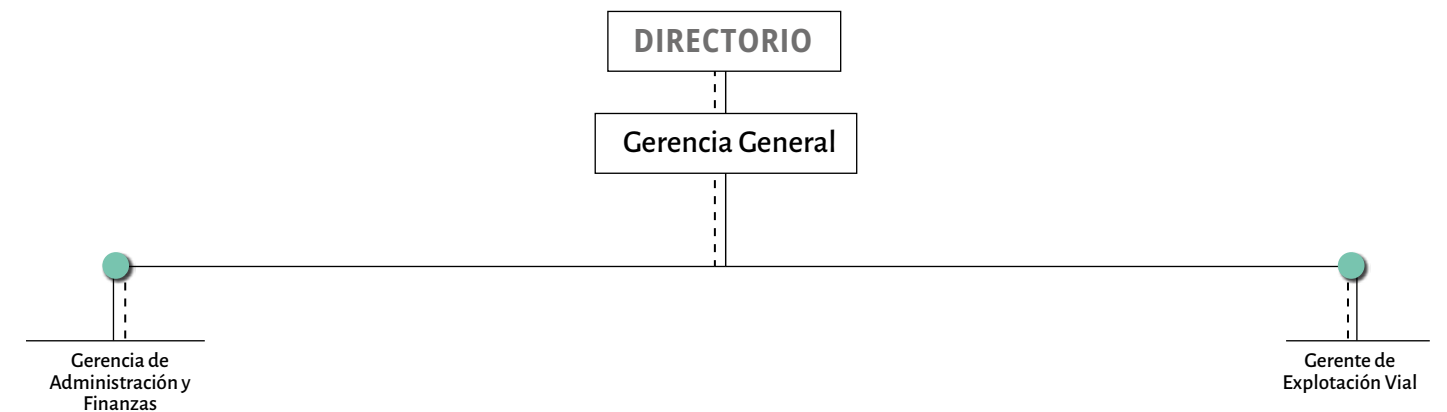 DIRECTORIO
Gerencia General
Gerencia de
Administración y
Finanzas
Gerente de
Explotación Vial